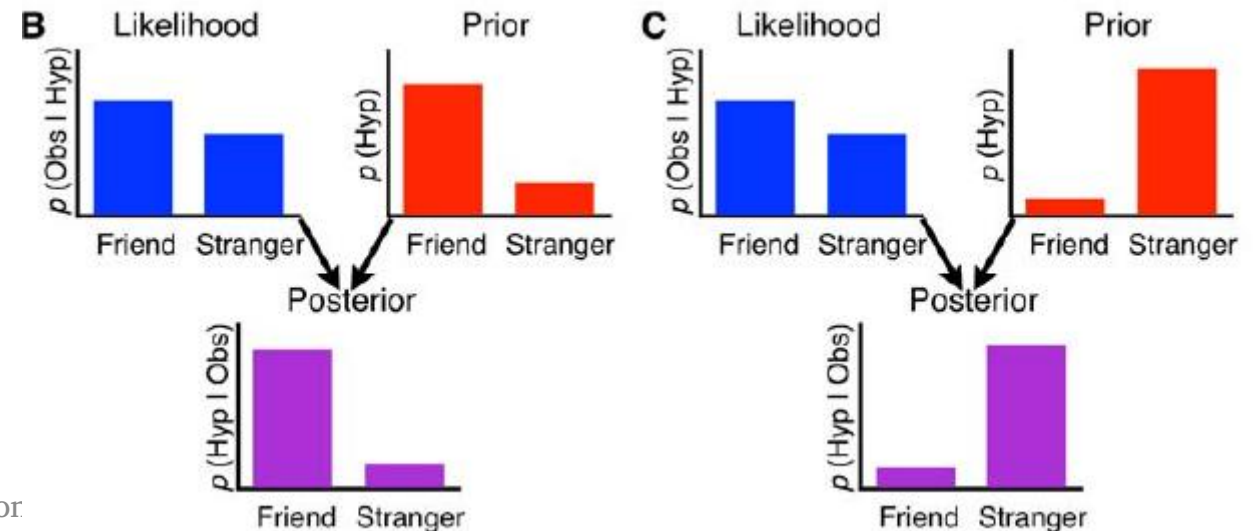 B Likelihood Prior
p (Obs | Hyp)
p (Hyp)
Friend Stranger Friend Stranger
Posterior
p (Hyp | Obs)
Friend Stranger
C Likelihood Prior
p (Obs | Hyp)
p (Hyp)
Friend Stranger Friend Stranger
Posterior
p (Hyp | Obs)
Friend Stranger